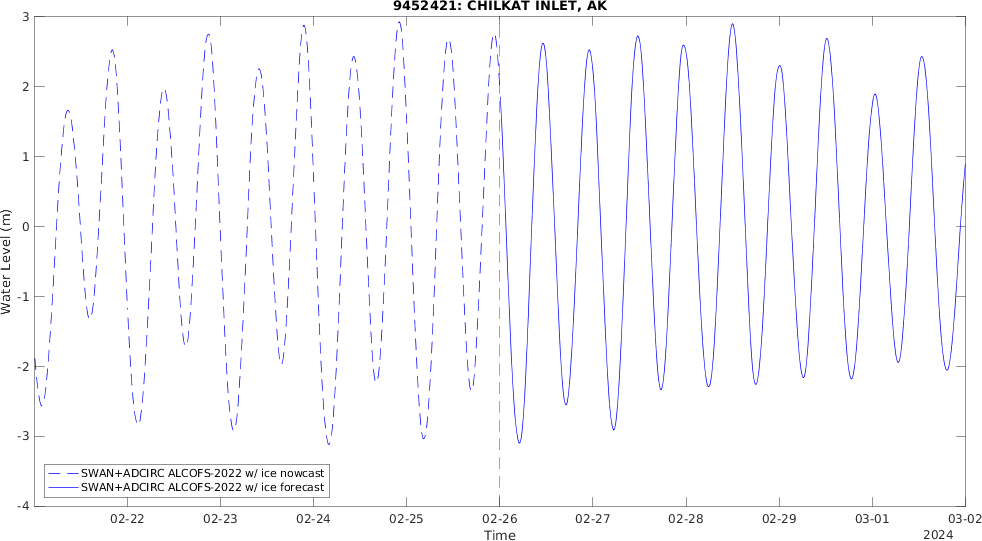 9452421: CHILKAT INLET, AK
Water Level (m)
3
2
1
0
-1
-2
-3
-4
SWAN+ADCIRC ALCOFS-2022 w/ ice nowcast
SWAN+ADCIRC ALCOFS-2022 w/ ice forecast
02-22 02-23 02-24 02-25 02-26 02-27 02-28 02-29 03-01 03-02
Time
2024